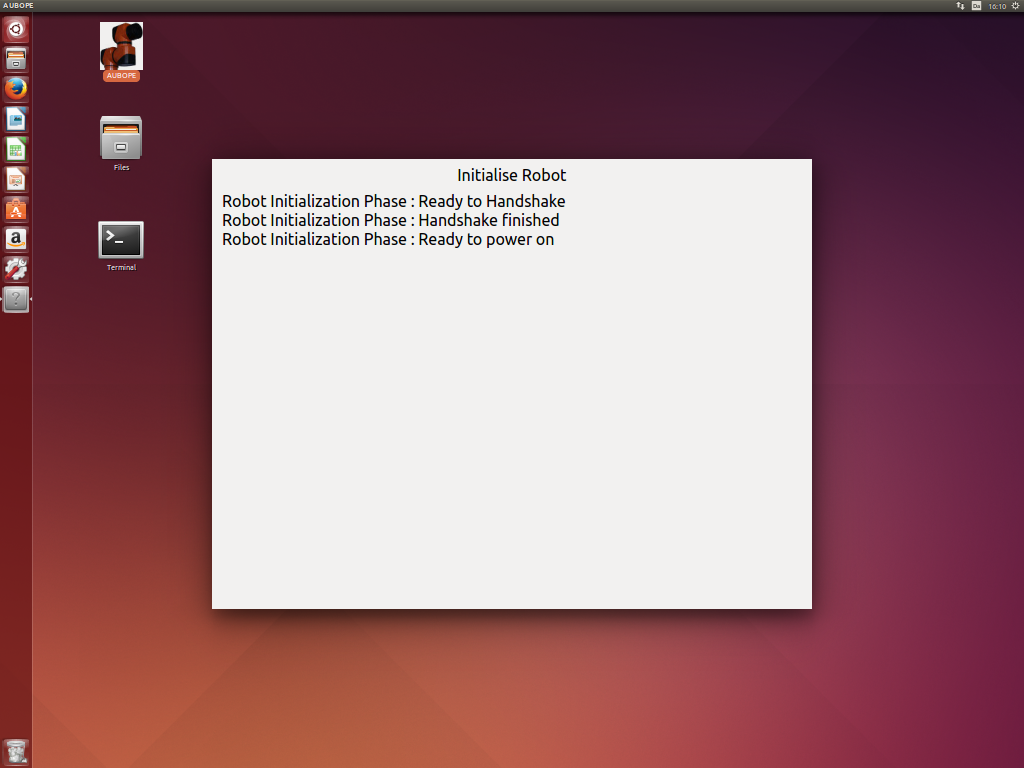 AUBOPE
Da
16:10
AUBOPE
Files
Terminal
Initialise Robot
Robot Initialization Phase : Ready to Handshake
Robot Initialization Phase : Handshake finished
Robot Initialization Phase : Ready to power on